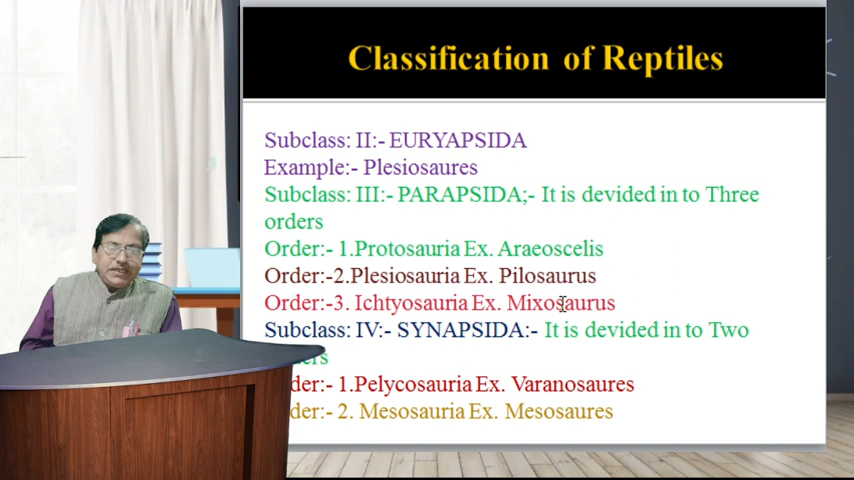 Classification of Reptiles
Subclass: II:- EURYAPSIDA
Example:- Plesiosaures
Subclass: III:- PARAPSIDA;- It is devided in to Three
orders
Order:- 1.Protosauria Ex. Araeoscelis
Order:-2.Plesiosauria Ex. Pilosaurus
Order:-3. Ichtyosauria Ex. Mixosaurus
Subclass: IV:- SYNAPSIDA:- It is devided in to Two
ers
der:- 1.Pelycosauria Ex. Varanosaures
der:- 2. Mesosauria Ex. Mesosaures